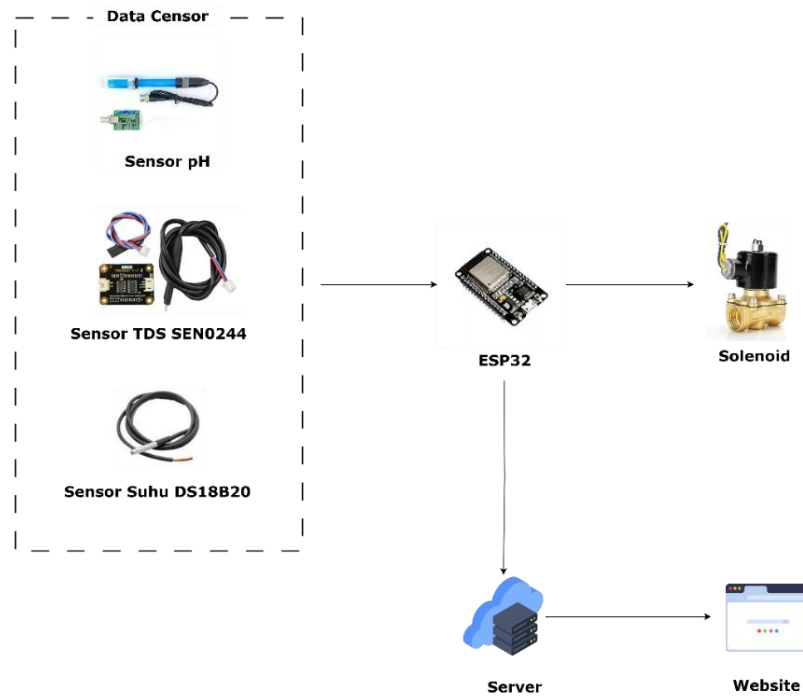 Data Censor
Sensor pH
Sensor TDS SEN0244
Sensor Suhu DS18B20
ESP32
Solenoid
Server
Website